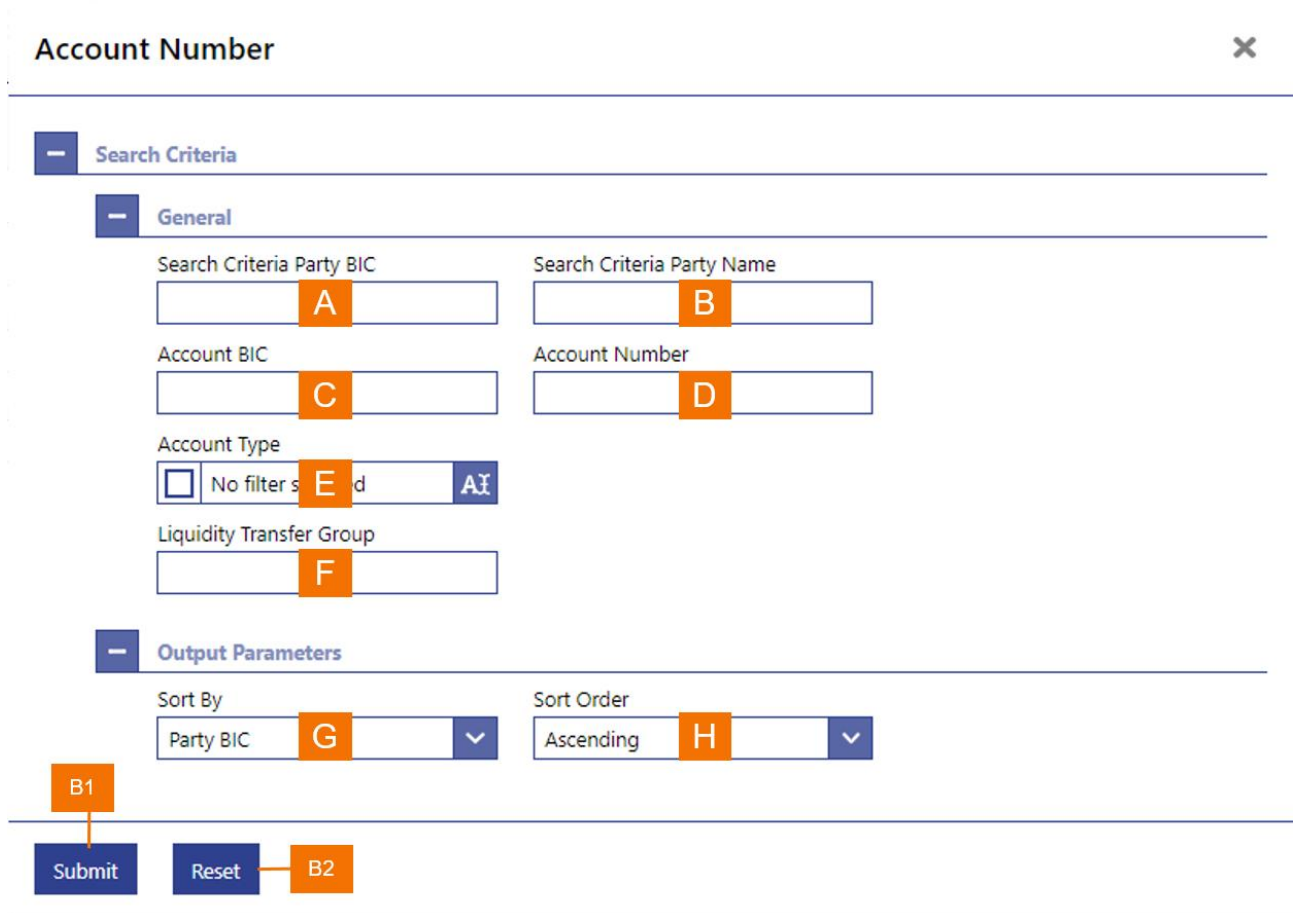 Account Number
Search Criteria
General
Search Criteria Party BIC Search Criteria Party Name
A B
Account BIC Account Number
C D
Account Type
No filter s E d AI
Liquidity Transfer Group
F
Output Parameters
Sort By Sort Order
Party BIC G Ascending H
B1
Submit Reset B2